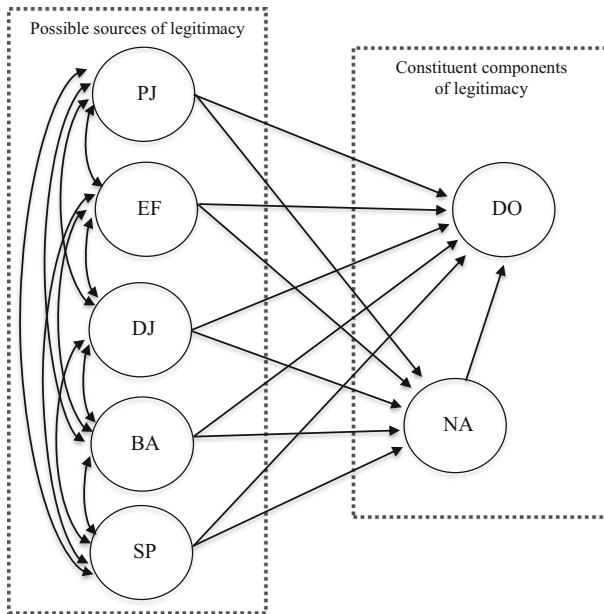 Possible sources of legitimacy
PJ
EF
DJ
BA
SP
Constituent components
of legitimacy
DO
NA